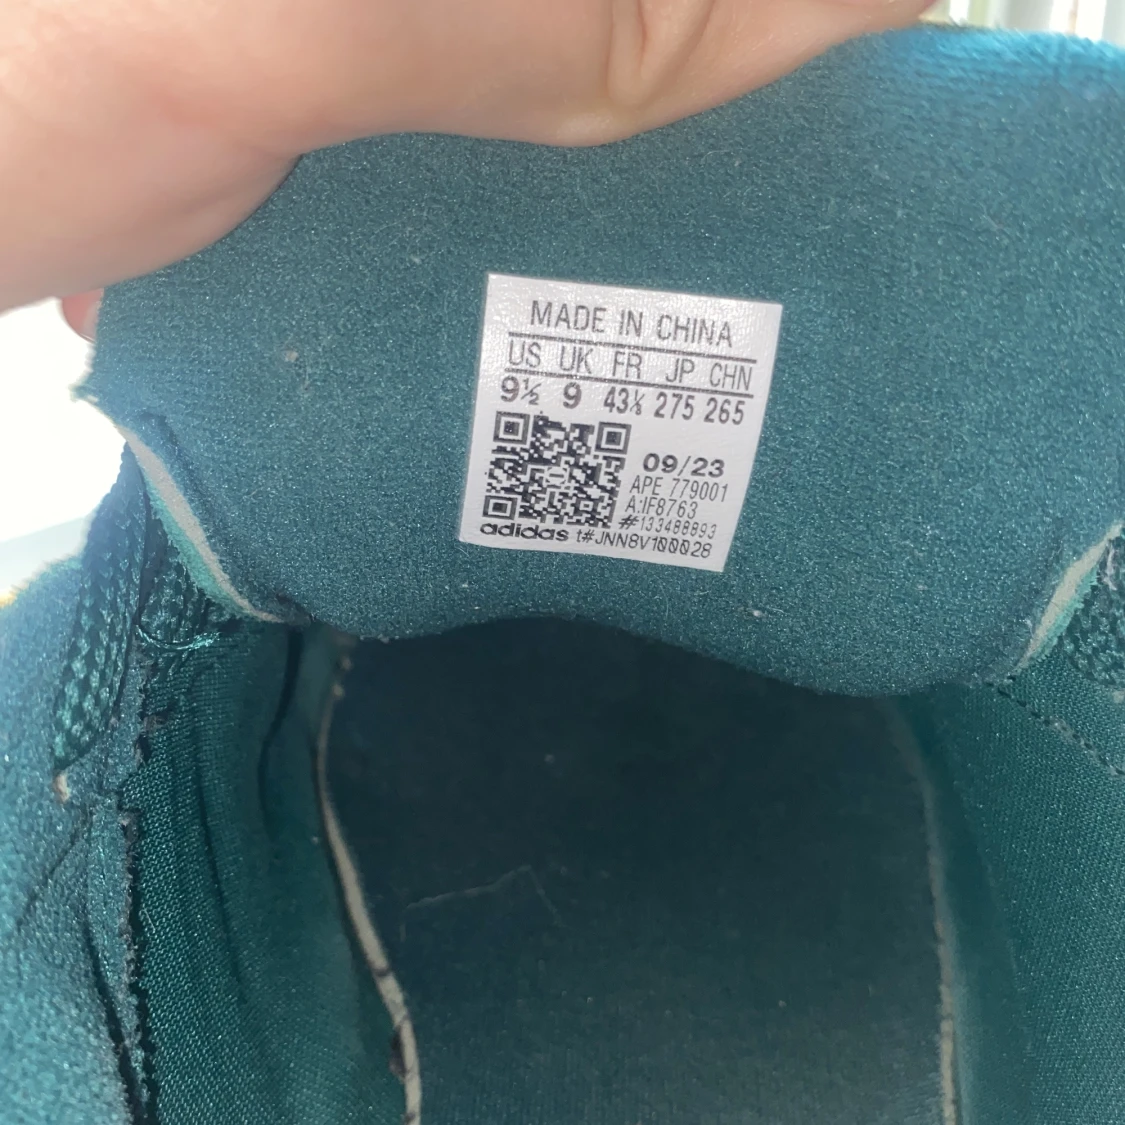 MADE IN CHINA
US UK FR JP CHN
9½ 9 43⅓ 275 265
09/23
APE 779001
A:IF8763
#133488893
adidas t#JNN8V100028